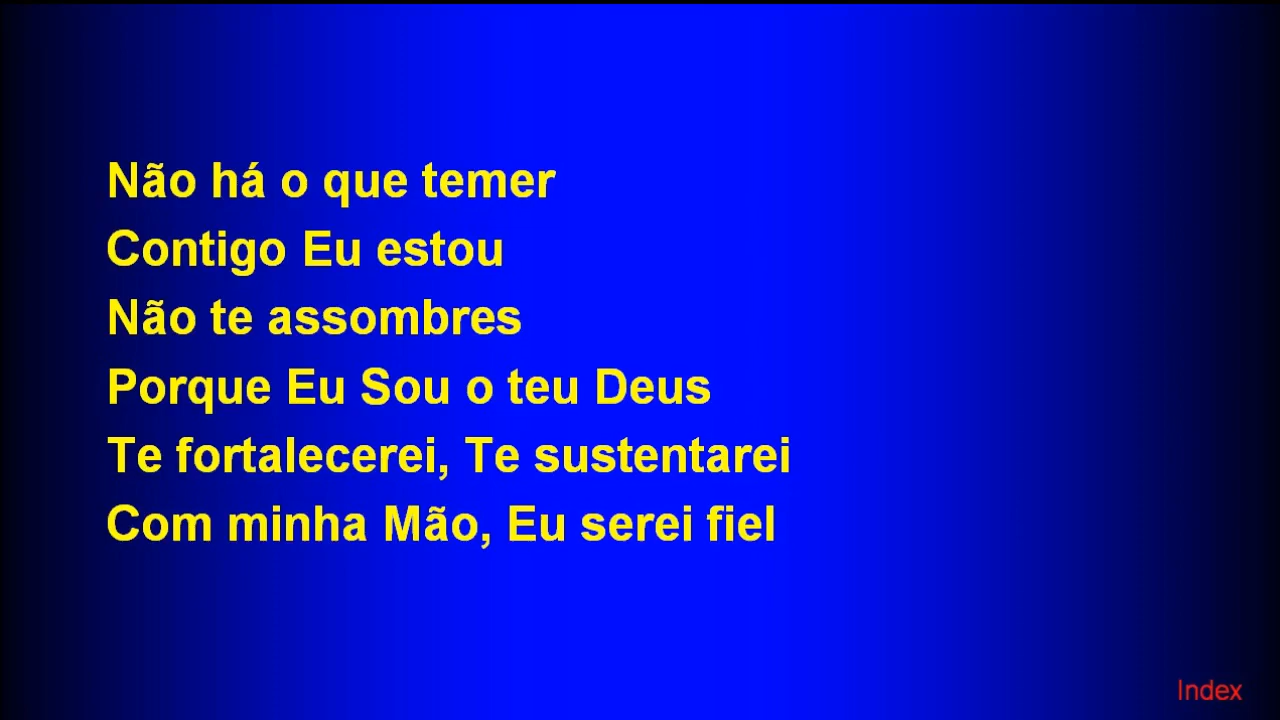 Não há o que temer
Contigo Eu estou
Não te assombres
Porque Eu Sou o teu Deus
Te fortalecerei, Te sustentarei
Com minha Mão, Eu serei fiel
Index